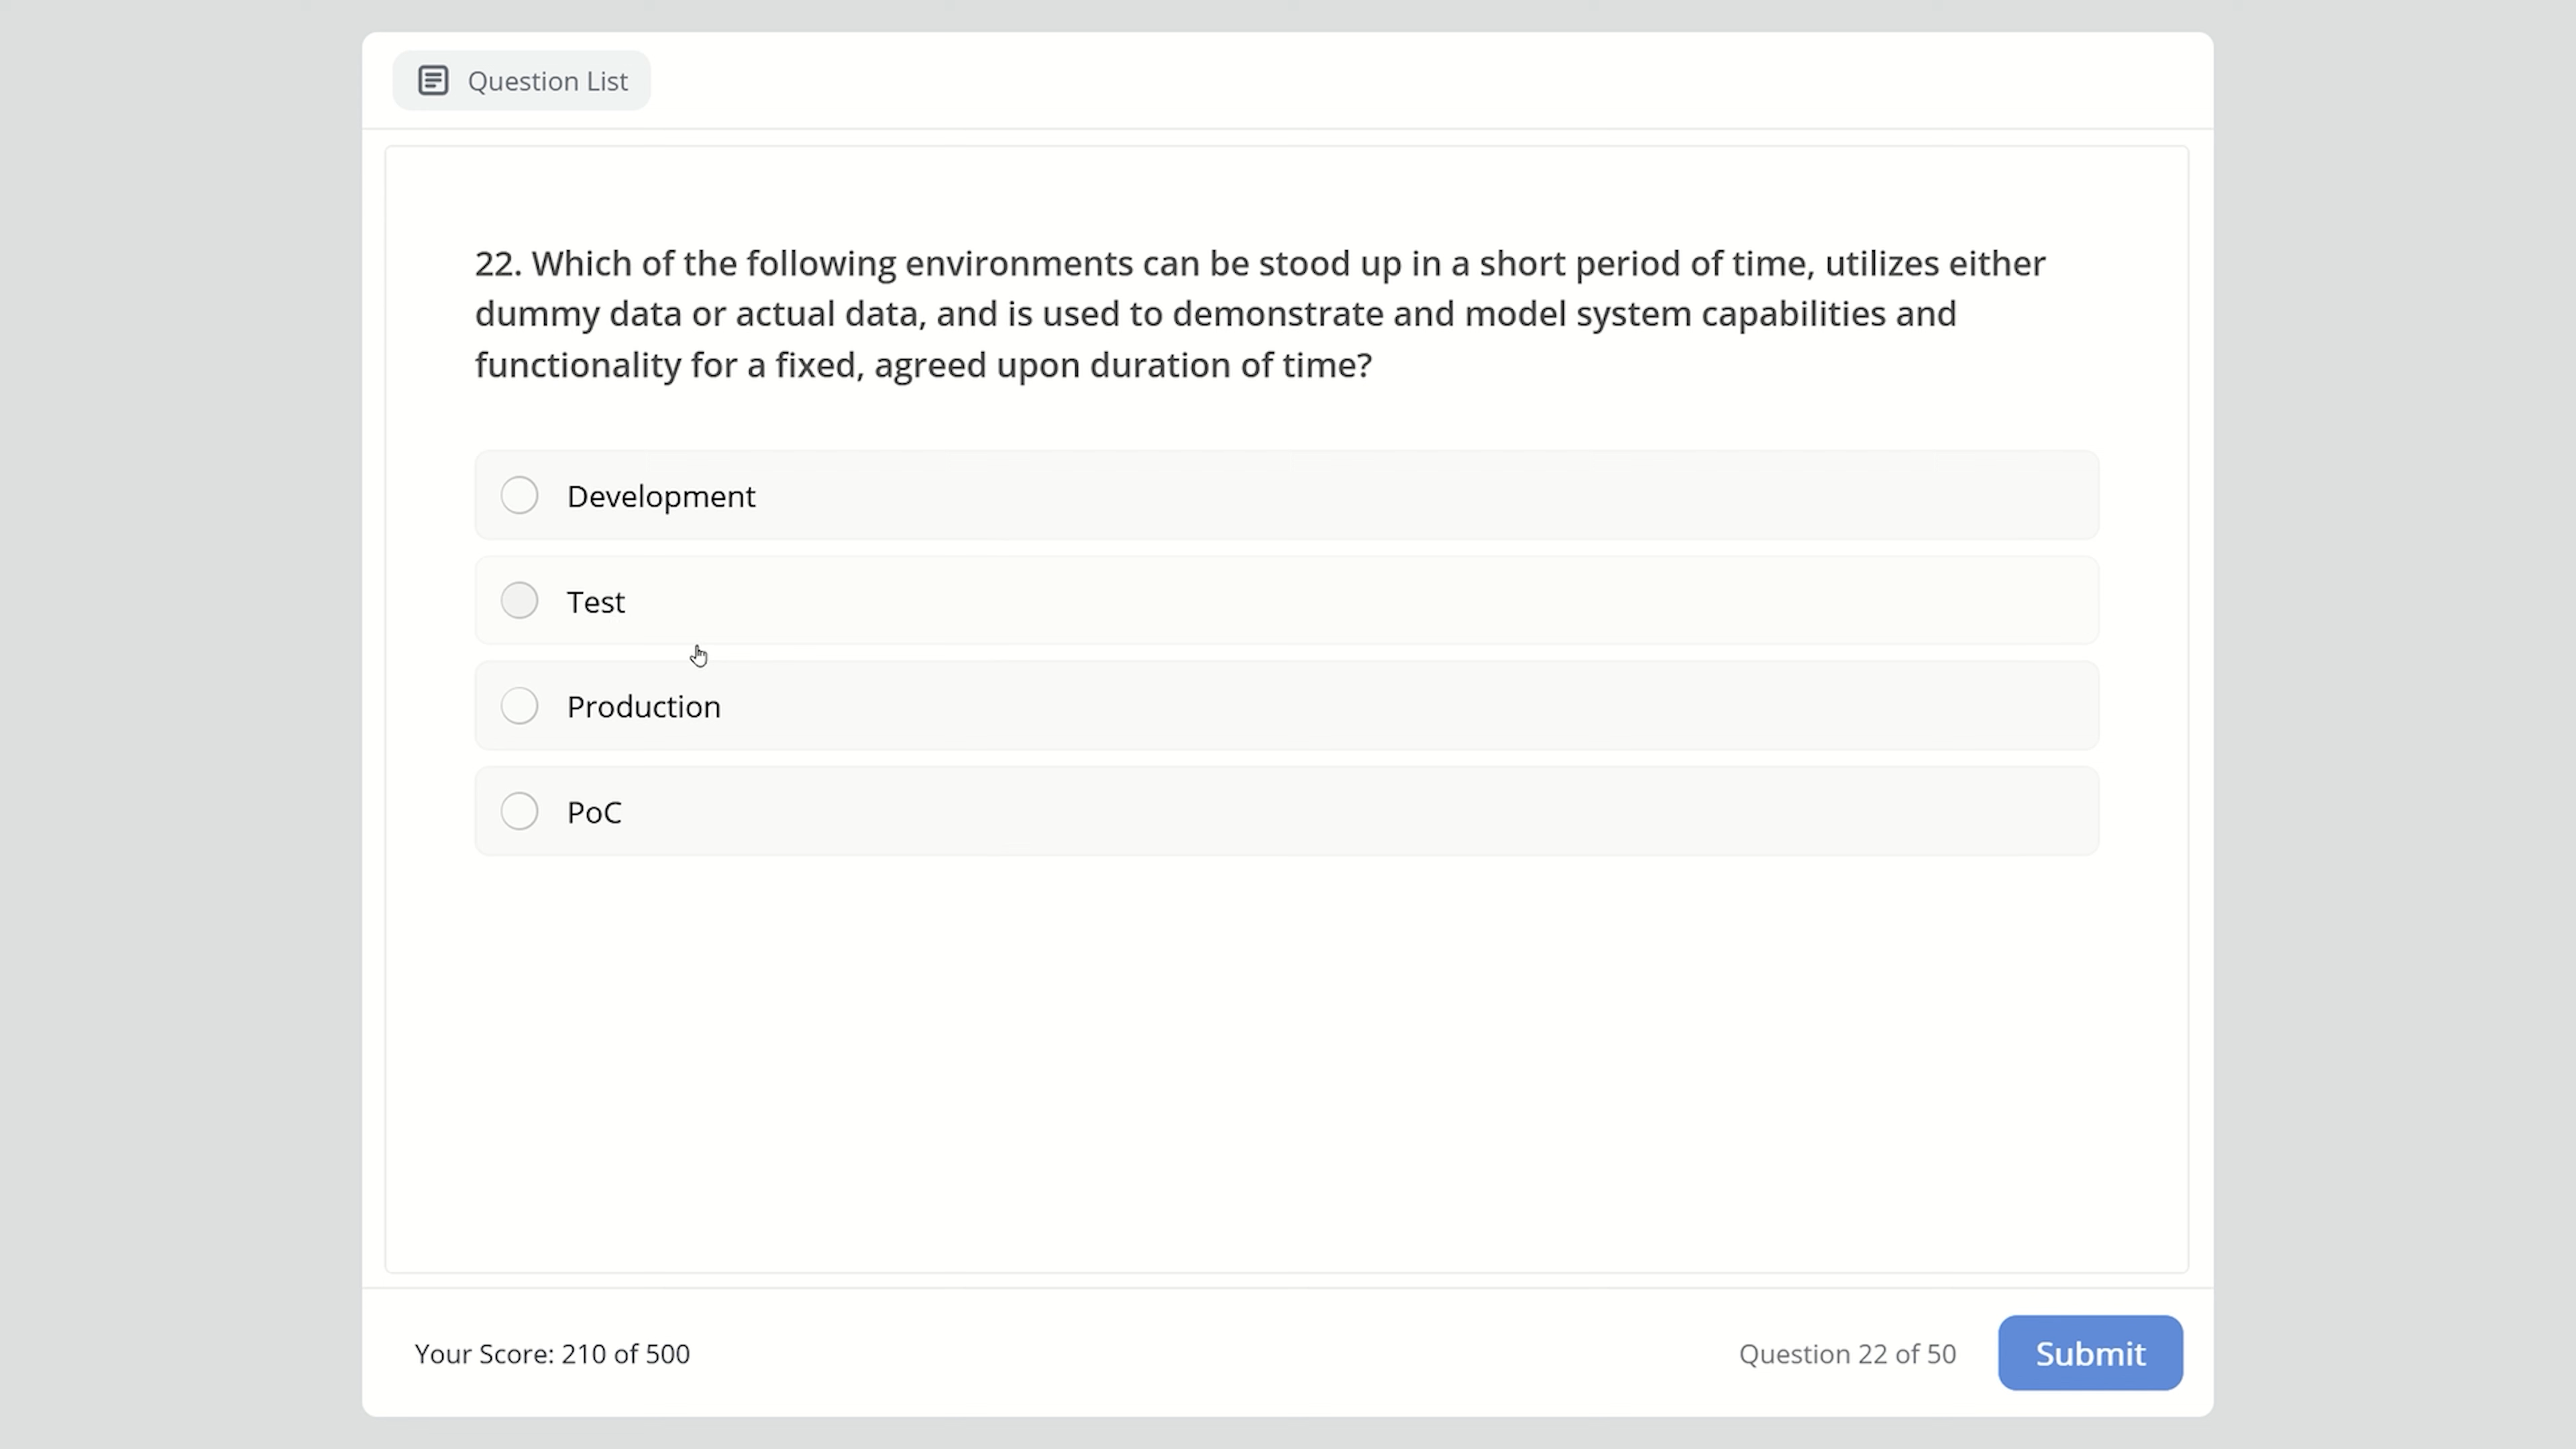 Question List
22. Which of the following environments can be stood up in a short period of time, utilizes either
dummy data or actual data, and is used to demonstrate and model system capabilities and
functionality for a fixed, agreed upon duration of time?
Development
Test
Production
PoC
Your Score: 210 of 500
Question 22 of 50
Submit